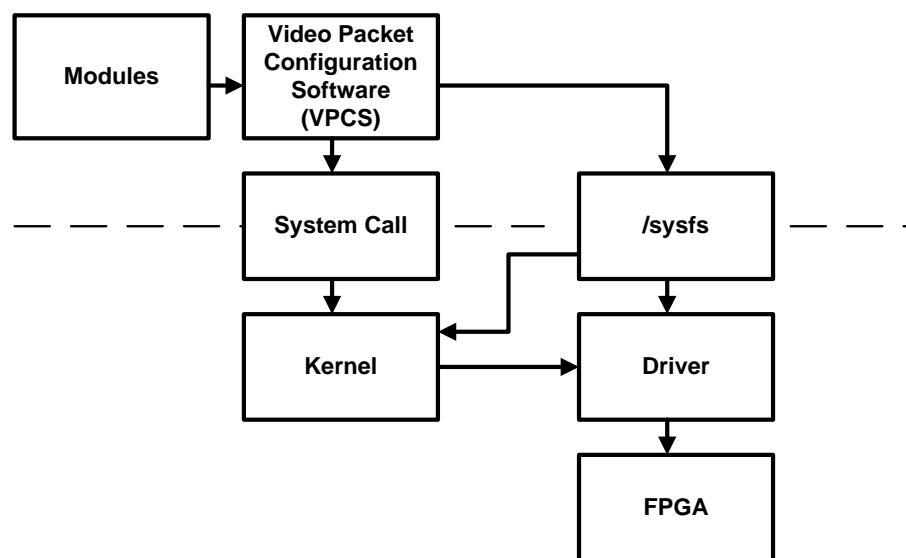 Modules
Video Packet
Configuration
Software
(VPCS)
System Call
/sysfs
Kernel
Driver
FPGA